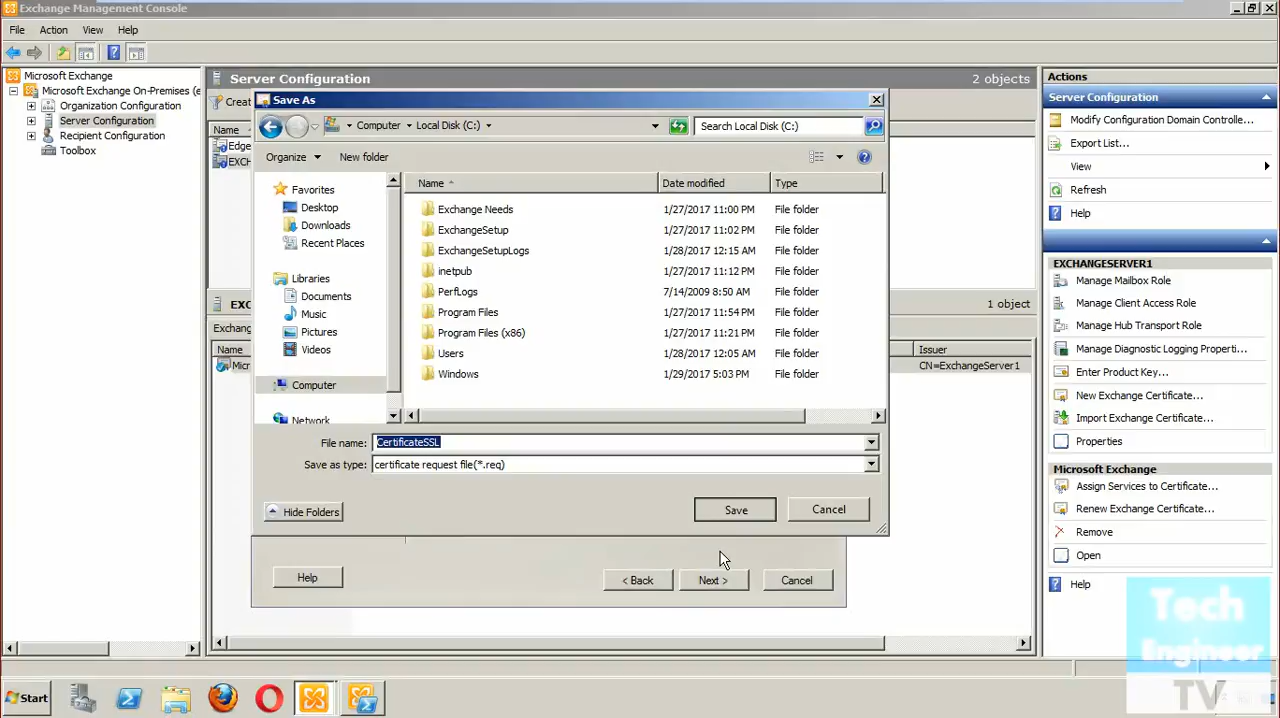 Exchange Management Console
File Action View Help
Microsoft Exchange
Microsoft Exchange On-Premises (e
Organization Configuration
Server Configuration
Recipient Configuration
Toolbox
Server Configuration 2 objects
Creat
Name
Edge
EXCH
EXC 1 object
Exchang
Name Issuer
Micr CN=ExchangeServer1
Save As
Computer Local Disk (C:) Search Local Disk (C:)
Organize New folder
Favorites
Desktop
Downloads
Recent Places
Libraries
Documents
Music
Pictures
Videos
Computer
Network
Name Date modified Type
Exchange Needs 1/27/2017 11:00 PM File folder
ExchangeSetup 1/27/2017 11:02 PM File folder
ExchangeSetupLogs 1/28/2017 12:15 AM File folder
inetpub 1/27/2017 11:12 PM File folder
PerfLogs 7/14/2009 8:50 AM File folder
Program Files 1/27/2017 11:54 PM File folder
Program Files (x86) 1/27/2017 11:21 PM File folder
Users 1/28/2017 12:05 AM File folder
Windows 1/29/2017 5:03 PM File folder
File name: CertificateSSL
Save as type: certificate request file(*.req)
Hide Folders Save Cancel
Help < Back Next > Cancel
Actions
Server Configuration
Modify Configuration Domain Controlle...
Export List...
View
Refresh
Help
EXCHANGESERVER1
Manage Mailbox Role
Manage Client Access Role
Manage Hub Transport Role
Manage Diagnostic Logging Properti...
Enter Product Key...
New Exchange Certificate...
Import Exchange Certificate...
Properties
Microsoft Exchange
Assign Services to Certificate...
Renew Exchange Certificate...
Remove
Open
Help
Tech
Engineer
TV
Start